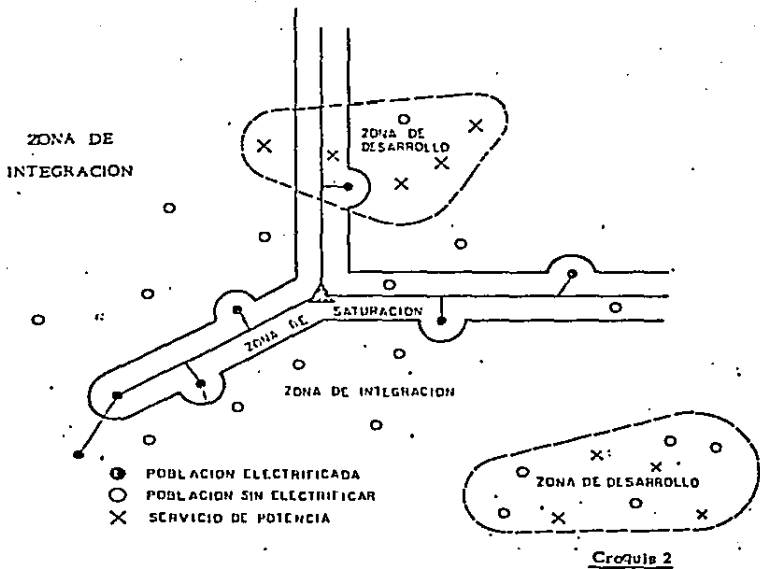 ZONA DE
INTEGRACION
ZONA DE
DESARROLLO
ZONA DE
SATURACION
ZONA DE INTEGRACION
POBLACION ELECTRIFICADA
POBLACION SIN ELECTRIFICAR
SERVICIO DE POTENCIA
ZONA DE DESARROLLO
Croquis 2